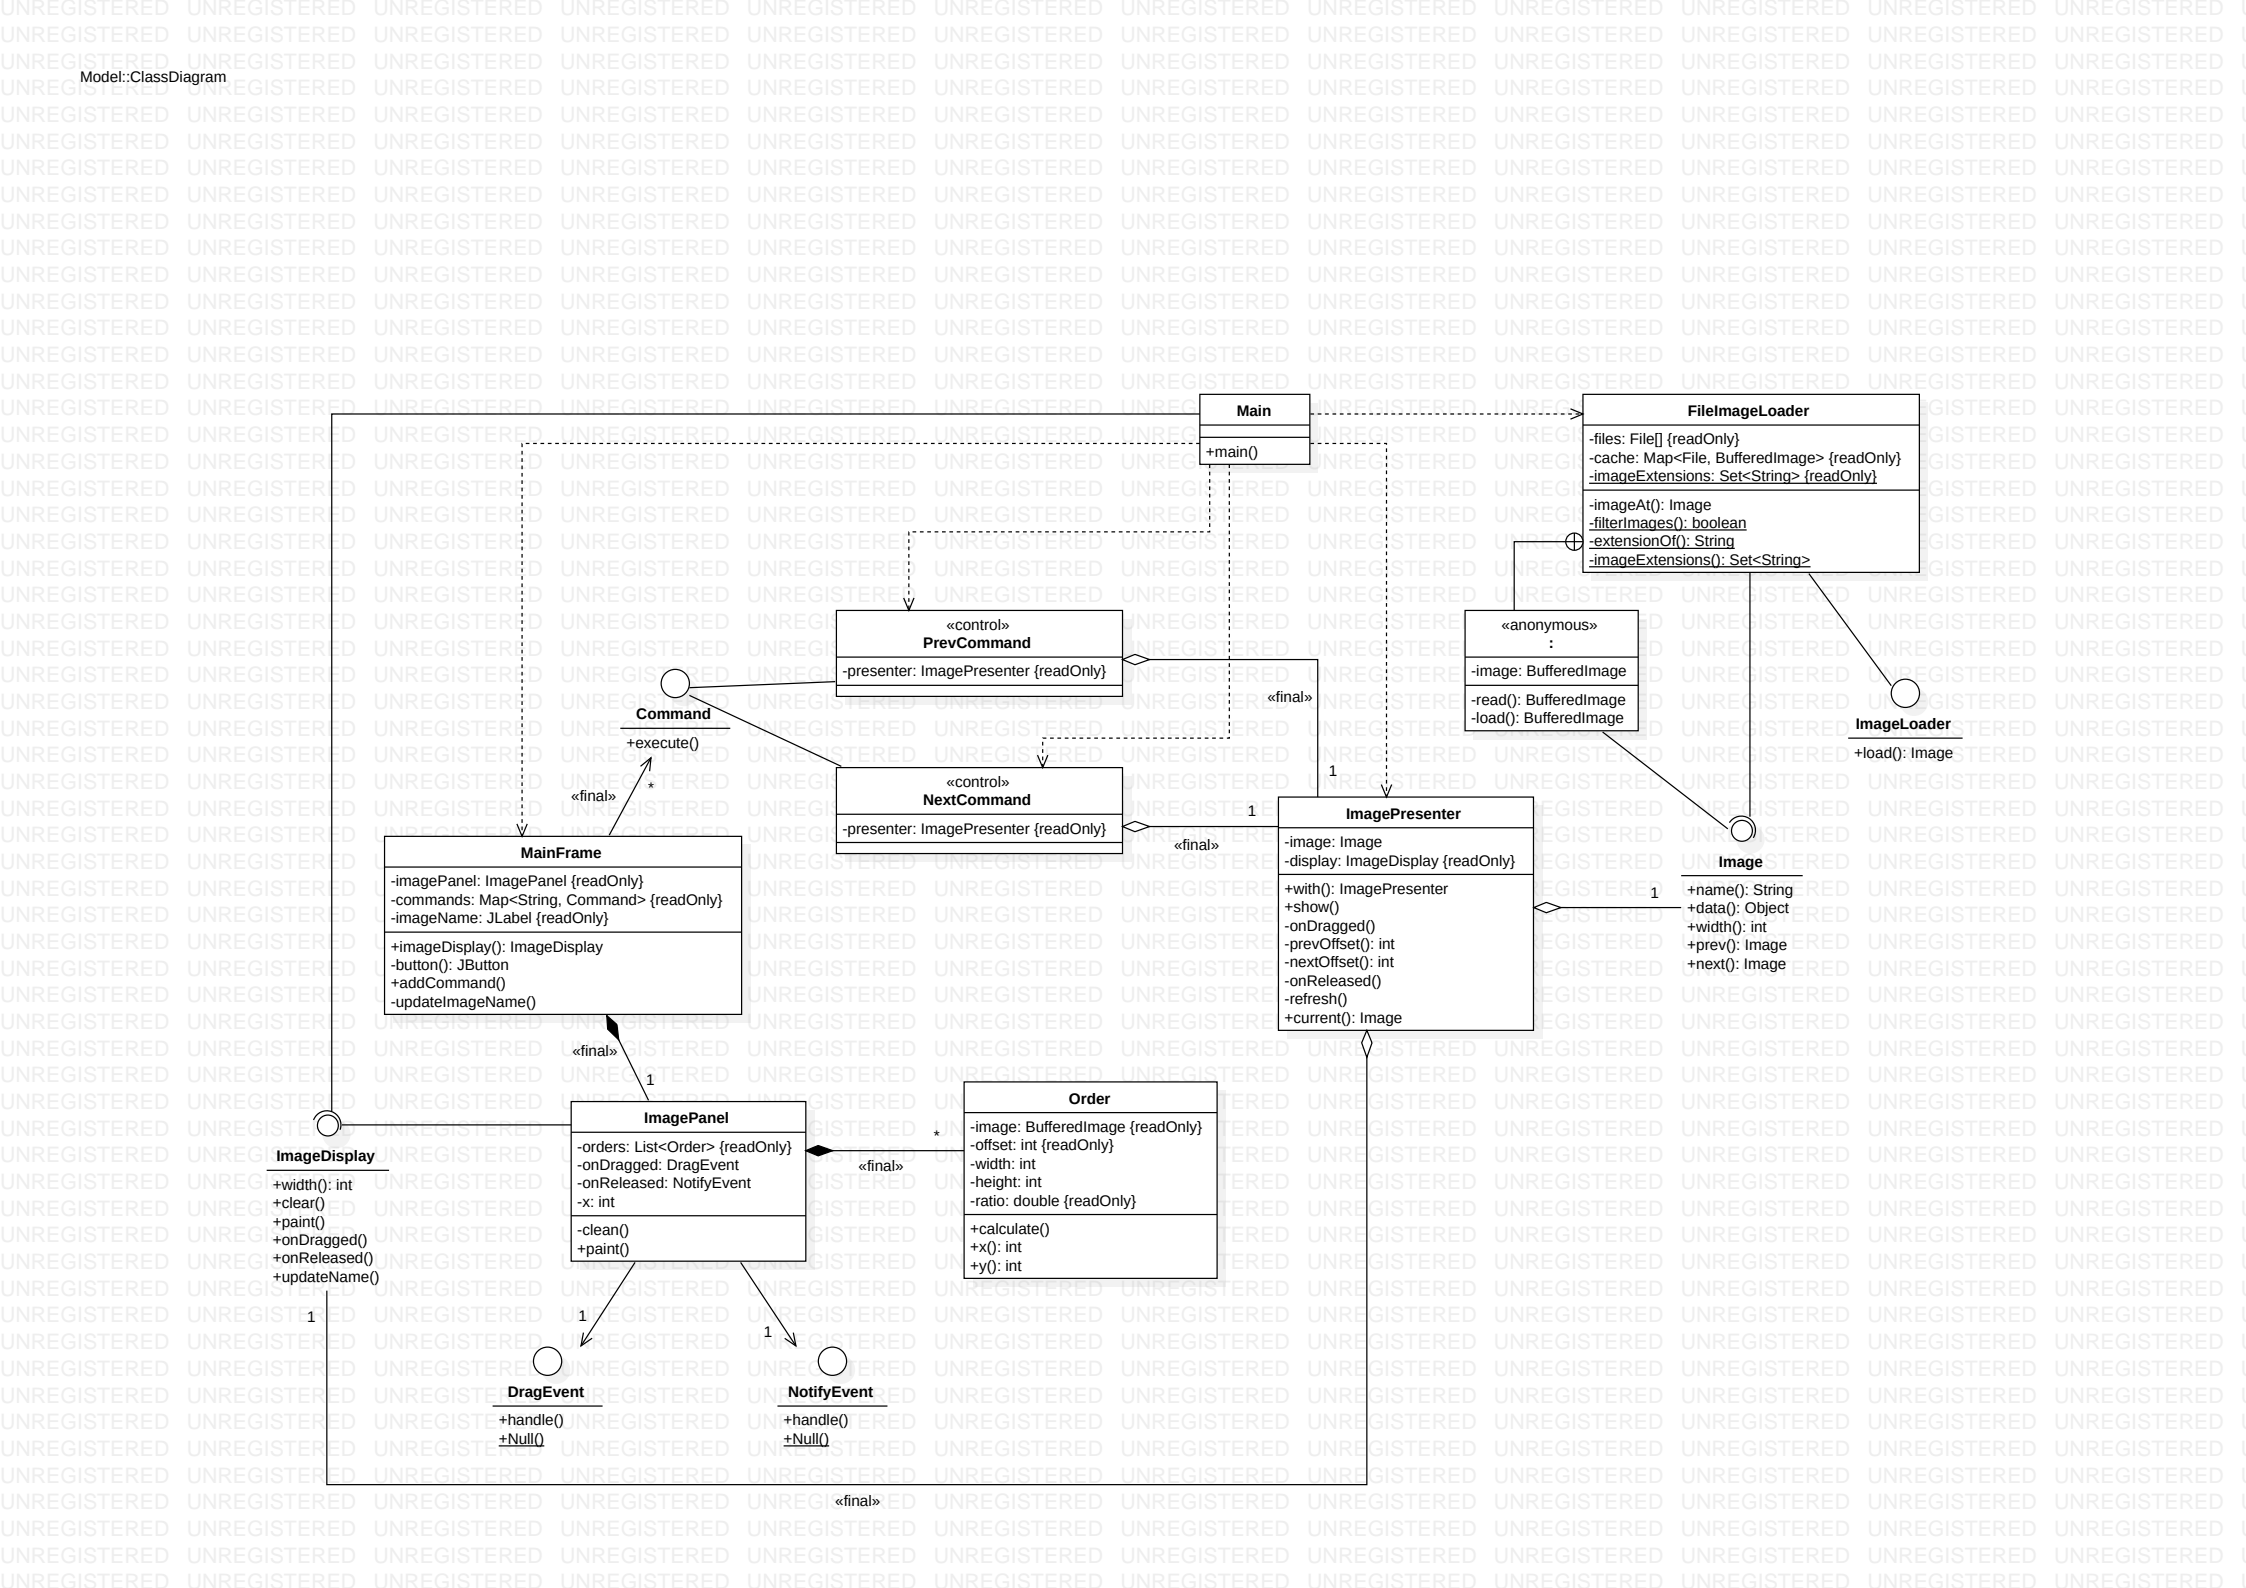 Model::ClassDiagram
Main
+main()
FileImageLoader
-files: File[] {readOnly}
-cache: Map<File, BufferedImage> {readOnly}
-imageExtensions: Set<String> {readOnly}
-imageAt(): Image
-filterImages(): boolean
-extensionOf(): String
-imageExtensions(): Set<String>
«control»
PrevCommand
-presenter: ImagePresenter {readOnly}
«final»
1
«anonymous»
:
-image: BufferedImage
-read(): BufferedImage
-load(): BufferedImage
ImageLoader
+load(): Image
Command
+execute()
«final»
*
«control»
NextCommand
-presenter: ImagePresenter {readOnly}
1
«final»
ImagePresenter
-image: Image
-display: ImageDisplay {readOnly}
+with(): ImagePresenter
+show()
-onDragged()
-prevOffset(): int
-nextOffset(): int
-onReleased()
-refresh()
+current(): Image
1
Image
+name(): String
+data(): Object
+width(): int
+prev(): Image
+next(): Image
MainFrame
-imagePanel: ImagePanel {readOnly}
-commands: Map<String, Command> {readOnly}
-imageName: JLabel {readOnly}
+imageDisplay(): ImageDisplay
-button(): JButton
+addCommand()
-updateImageName()
«final»
1
ImagePanel
-orders: List<Order> {readOnly}
-onDragged: DragEvent
-onReleased: NotifyEvent
-x: int
-clean()
+paint()
*
«final»
Order
-image: BufferedImage {readOnly}
-offset: int {readOnly}
-width: int
-height: int
-ratio: double {readOnly}
+calculate()
+x(): int
+y(): int
ImageDisplay
+width(): int
+clear()
+paint()
+onDragged()
+onReleased()
+updateName()
1
1
1
DragEvent
+handle()
+Null()
NotifyEvent
+handle()
+Null()
«final»
UNREGISTERED